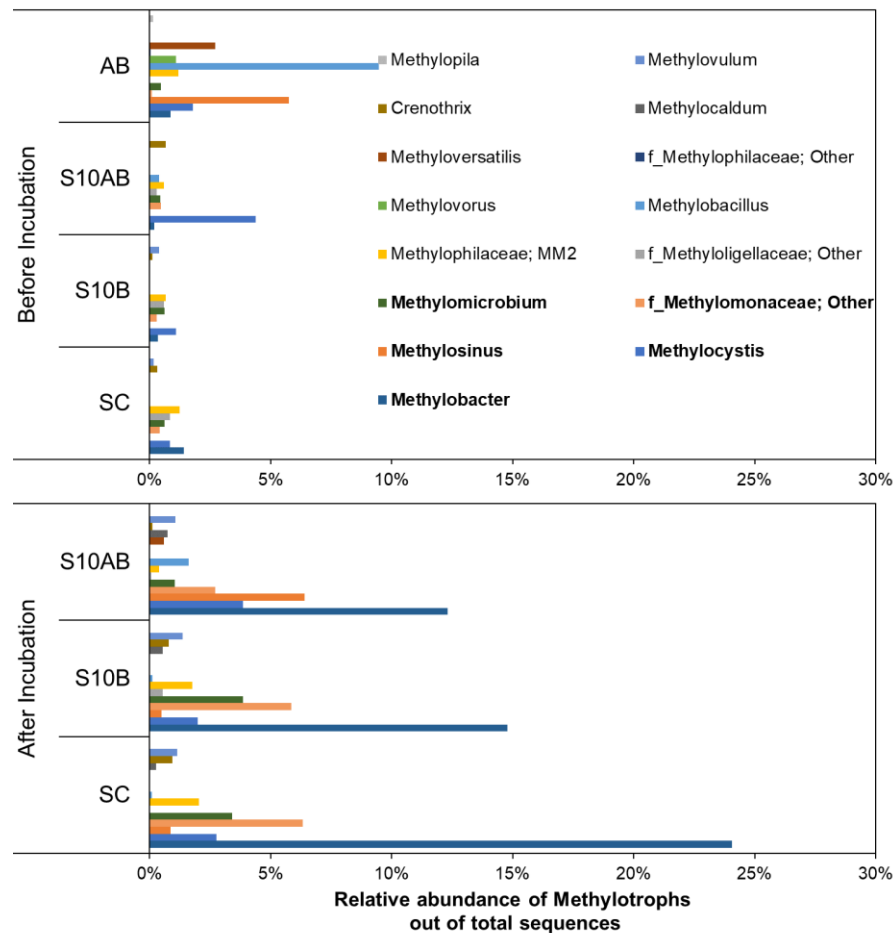 Before Incubation
AB
S10AB
S10B
SC
Methylopila
Methylovulum
Crenothrix
Methylocaldum
Methyloversatilis
f_Methylophilaceae; Other
Methylovorus
Methylobacillus
Methylophilaceae; MM2
f_Methyloligellaceae; Other
Methylomicrobium
f_Methylomonaceae; Other
Methylosinus
Methylocystis
Methylobacter
0% 5% 10% 15% 20% 25% 30%
After Incubation
S10AB
S10B
SC
0% 5% 10% 15% 20% 25% 30%
Relative abundance of Methylotrophs
out of total sequences